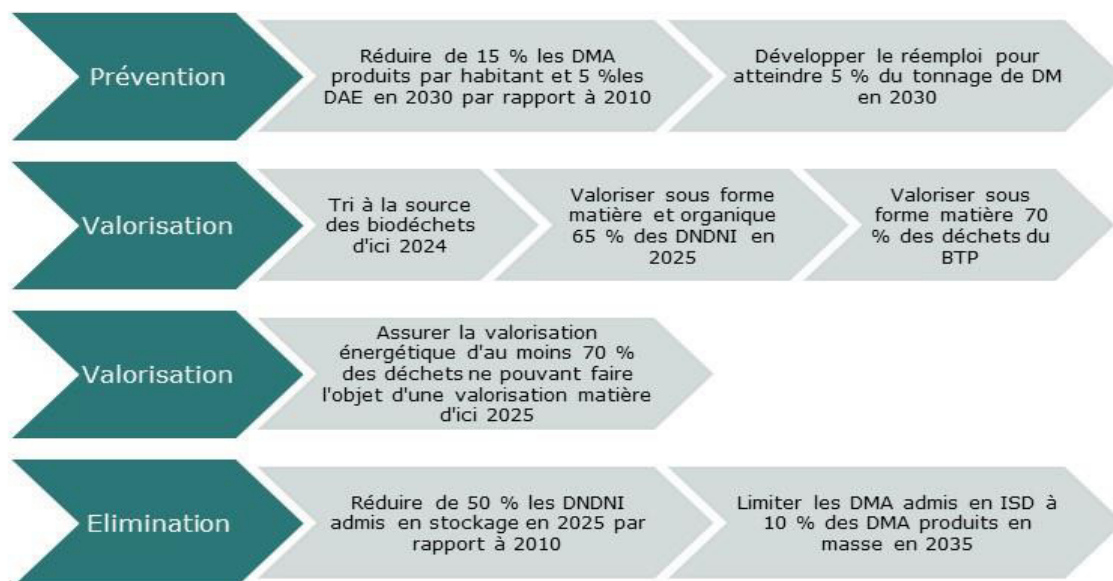 Prévention
Réduire de 15 % les DMA
produits par habitant et 5 %les
DAE en 2030 par rapport à 2010
Développer le réemploi pour
atteindre 5 % du tonnage de DM
en 2030
Valorisation
Tri à la source
des biodéchets
d'ici 2024
Valoriser sous forme
matière et organique
65 % des DNDNI en
2025
Valoriser sous
forme matière 70
% des déchets du
BTP
Valorisation
Assurer la valorisation
énergétique d'au moins 70 %
des déchets ne pouvant faire
l'objet d'une valorisation matière
d'ici 2025
Elimination
Réduire de 50 % les DNDNI
admis en stockage en 2025 par
rapport à 2010
Limiter les DMA admis en ISD à
10 % des DMA produits en
masse en 2035